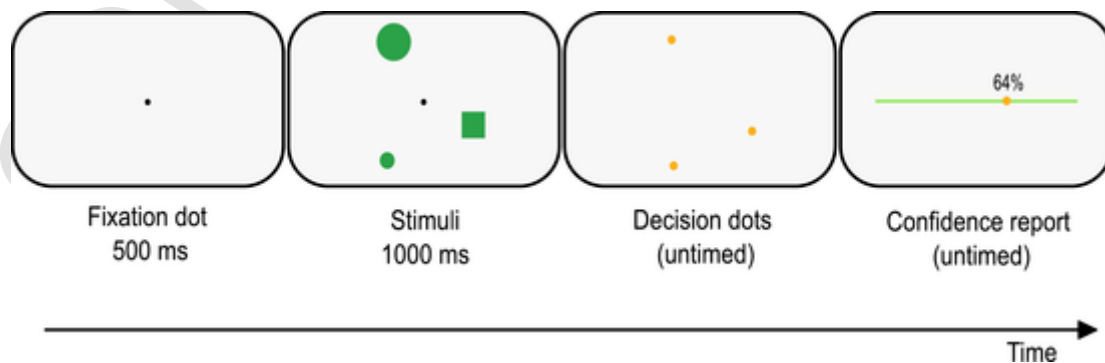 64%
Fixation dot
500 ms
Stimuli
1000 ms
Decision dots
(untimed)
Confidence report
(untimed)
Time